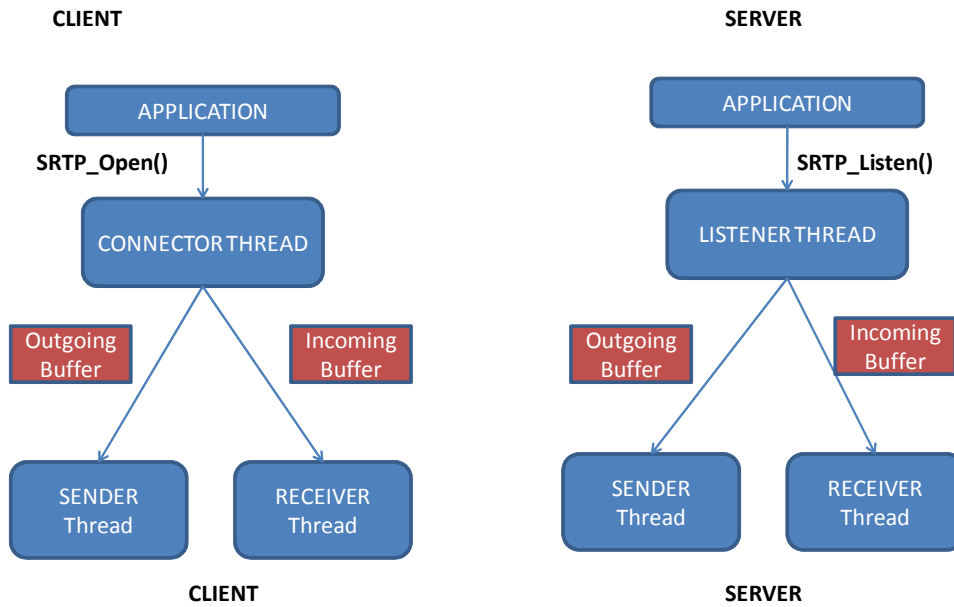 CLIENT
SERVER
APPLICATION
APPLICATION
SRTP_Open()
SRTP_Listen()
CONNECTOR THREAD
LISTENER THREAD
Outgoing
Buffer
Incoming
Buffer
Outgoing
Buffer
Incoming
Buffer
SENDER
Thread
RECEIVER
Thread
SENDER
Thread
RECEIVER
Thread
CLIENT
SERVER